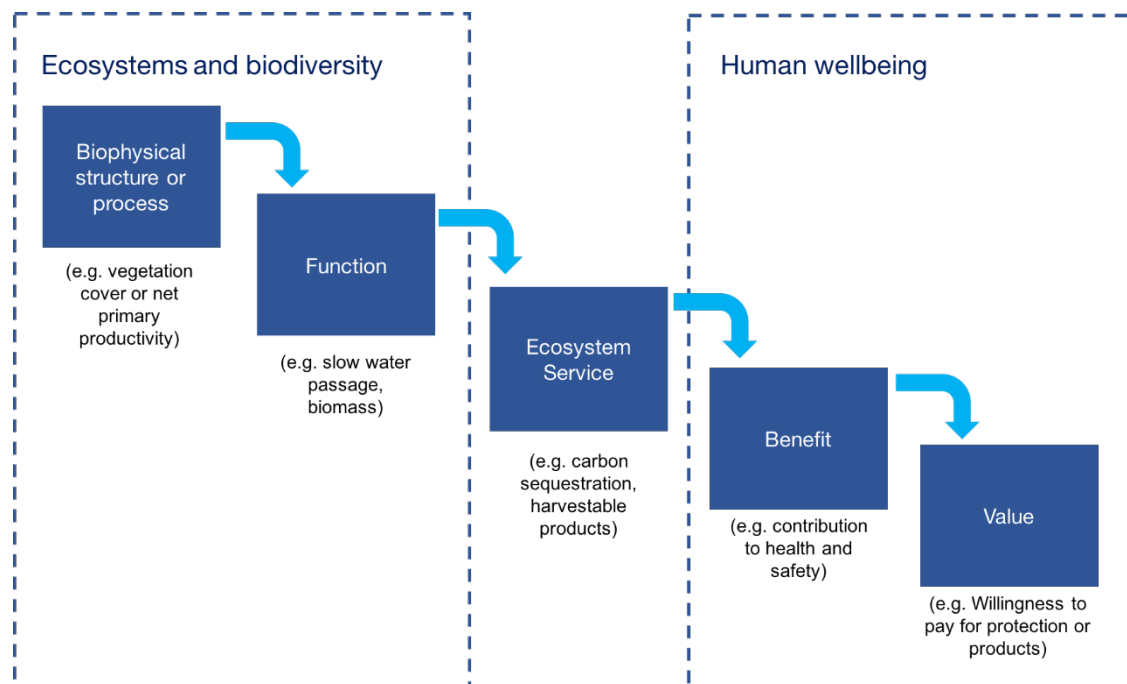 Ecosystems and biodiversity
Human wellbeing
Biophysical
structure or
process
(e.g. vegetation
cover or net
primary
productivity)
Function
(e.g. slow water
passage,
biomass)
Ecosystem
Service
(e.g. carbon
sequestration,
harvestable
products)
Benefit
(e.g. contribution
to health and
safety)
Value
(e.g. Willingness to
pay for protection or
products)